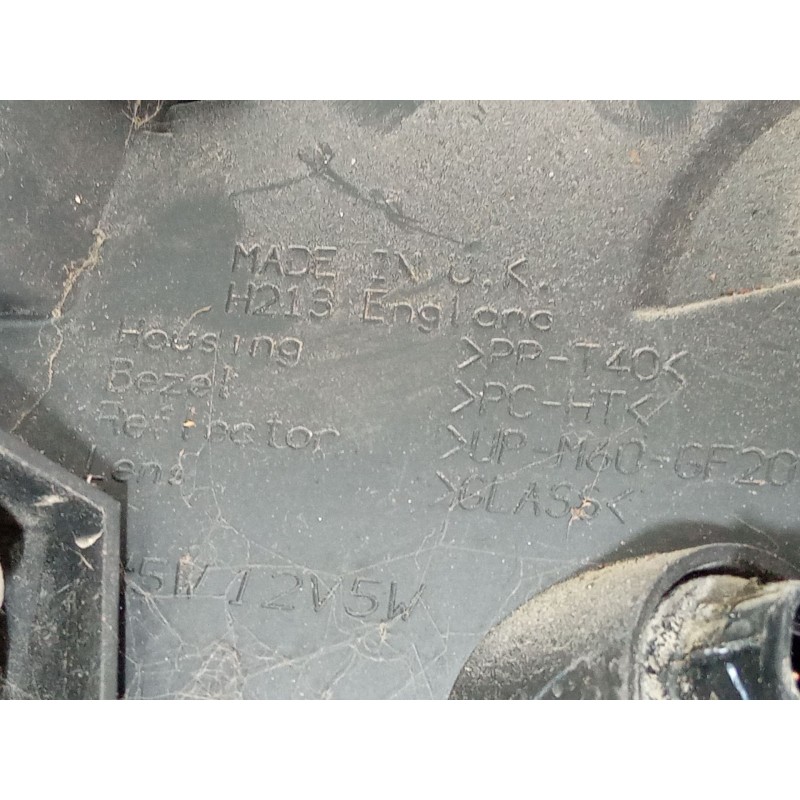 MADE IN U.K.
H213 England
Housing >PP-T40<
Bezel >PC-HT<
Reflector >UP-M60-GF20
Lens >GLASS<
5W 12V5W